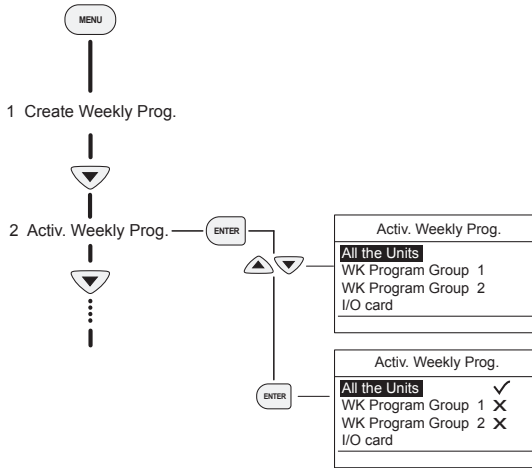 MENU
1 Create Weekly Prog.
2 Activ. Weekly Prog.
ENTER
Activ. Weekly Prog.
All the Units
WK Program Group 1
WK Program Group 2
I/O card
ENTER
Activ. Weekly Prog.
All the Units ✓
WK Program Group 1 X
WK Program Group 2 X
I/O card